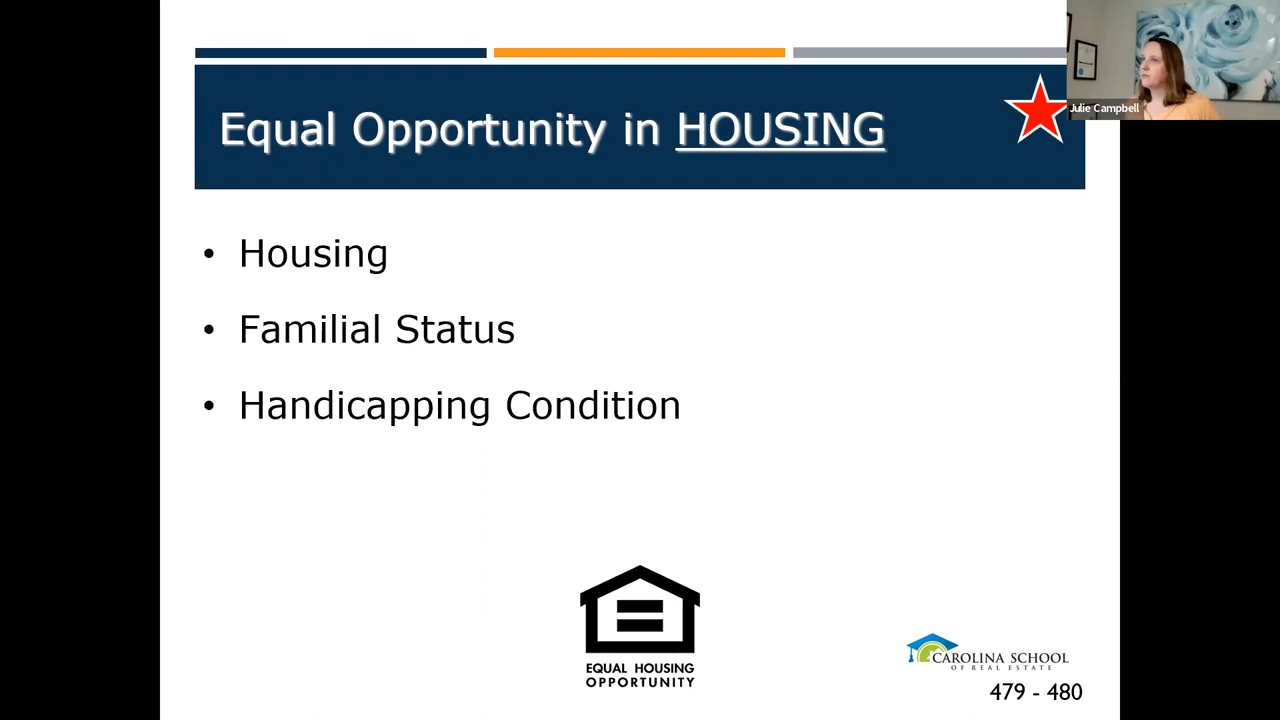 Equal Opportunity in HOUSING
Julie Campbell
• Housing
• Familial Status
• Handicapping Condition
EQUAL HOUSING
OPPORTUNITY
CAROLINA SCHOOL
OF REAL ESTATE
479 - 480